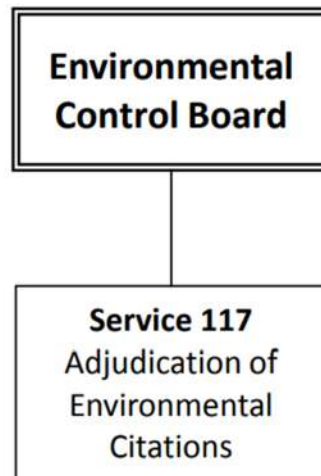 Environmental
Control Board
Service 117
Adjudication of
Environmental
Citations